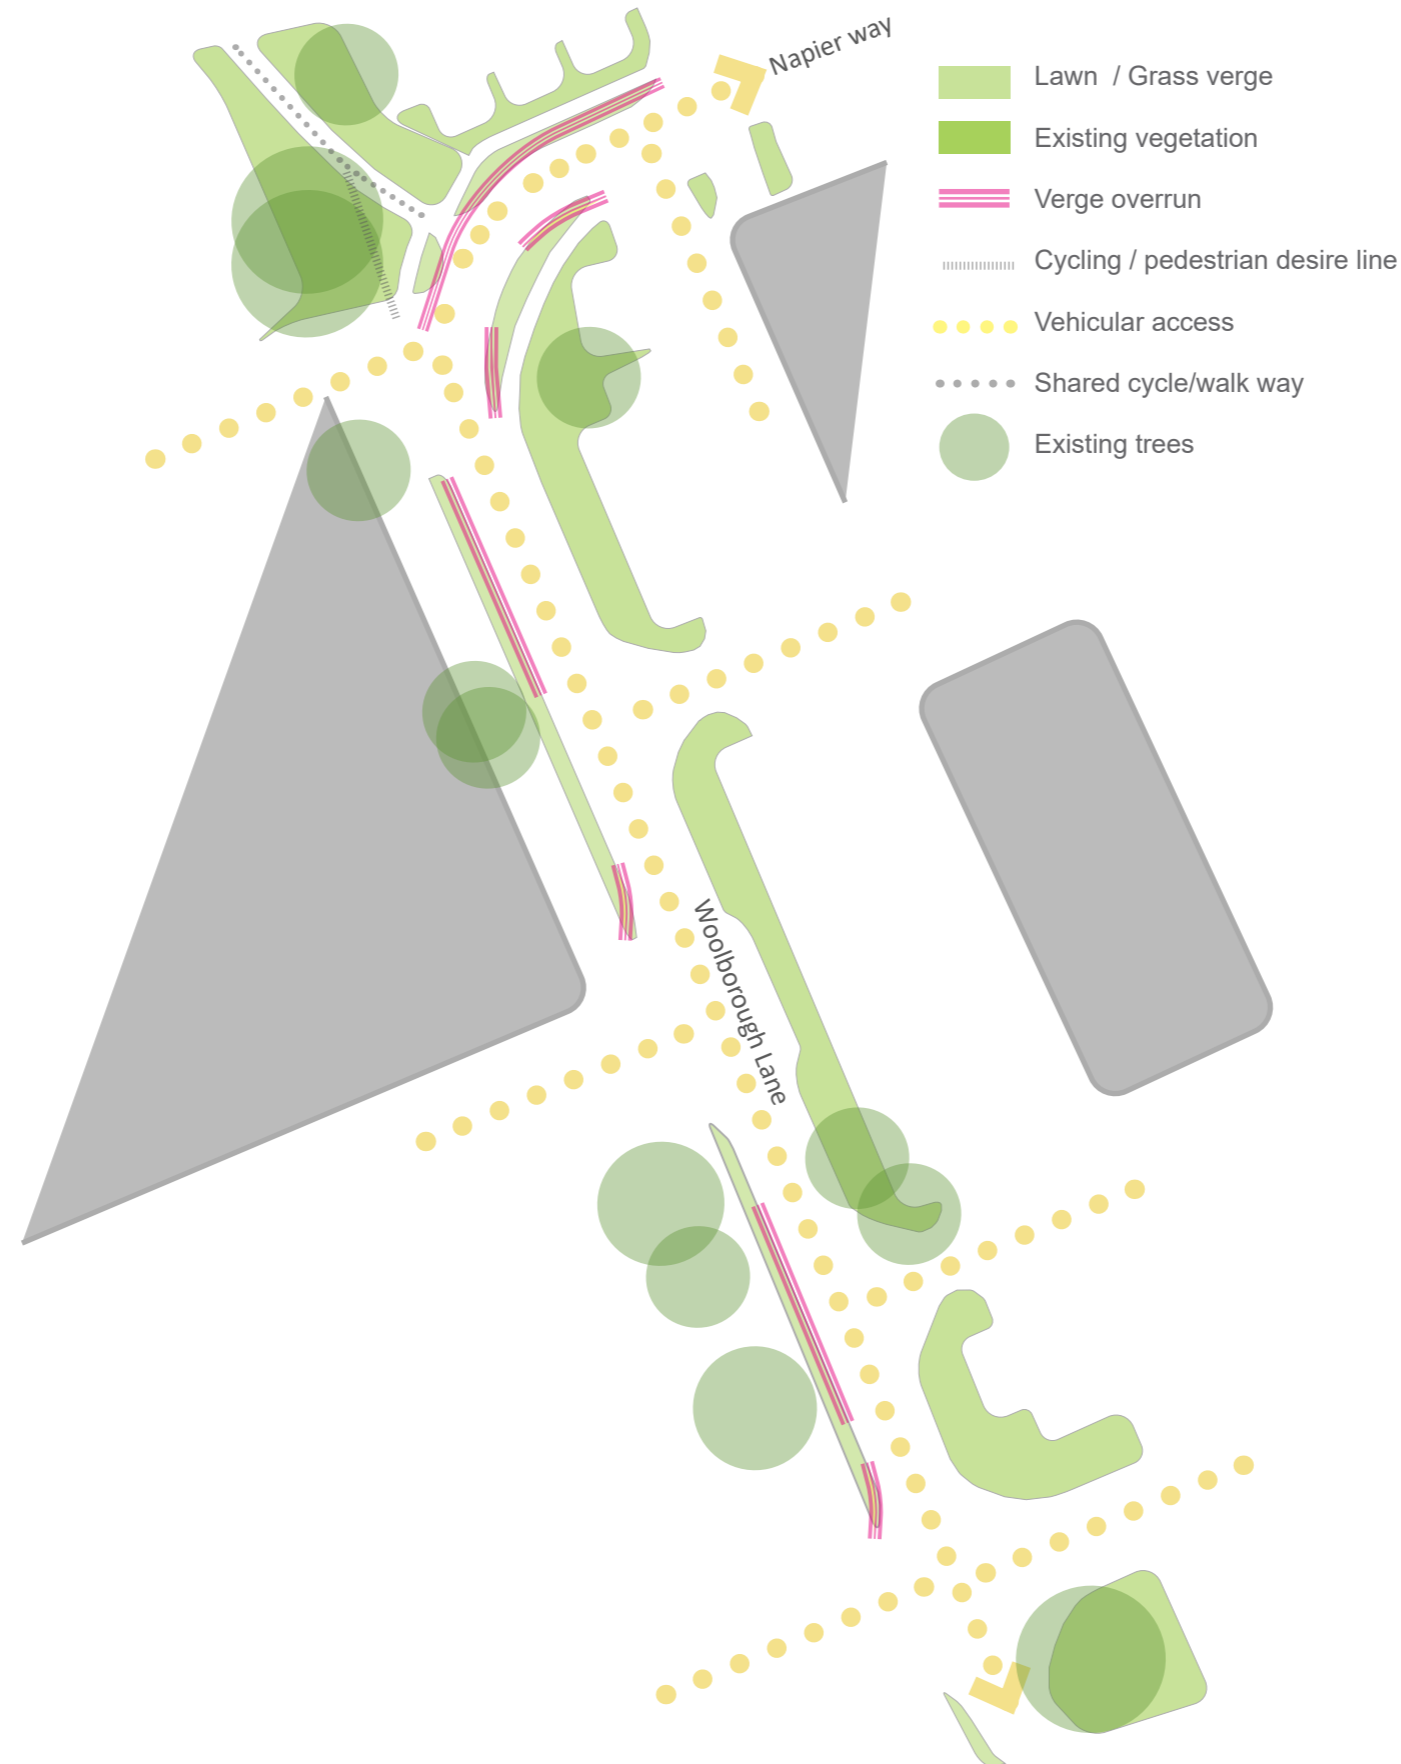 Napier way
Lawn  / Grass verge
Existing vegetation
Verge overrun
Cycling / pedestrian desire line
Vehicular access
Shared cycle/walk way
Existing trees
Woolborough Lane